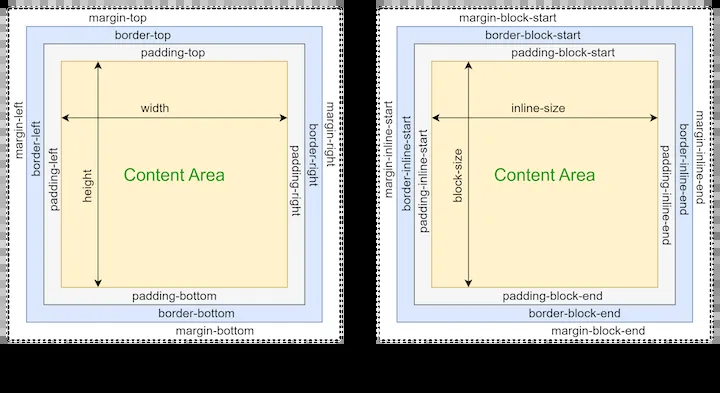 margin-top
border-top
padding-top
width
margin-left
border-left
padding-left
height
Content Area
padding-right
border-right
margin-right
padding-bottom
border-bottom
margin-bottom
margin-block-start
border-block-start
padding-block-start
inline-size
margin-inline-start
border-inline-start
padding-inline-start
block-size
Content Area
padding-inline-end
border-inline-end
margin-inline-end
padding-block-end
border-block-end
margin-block-end